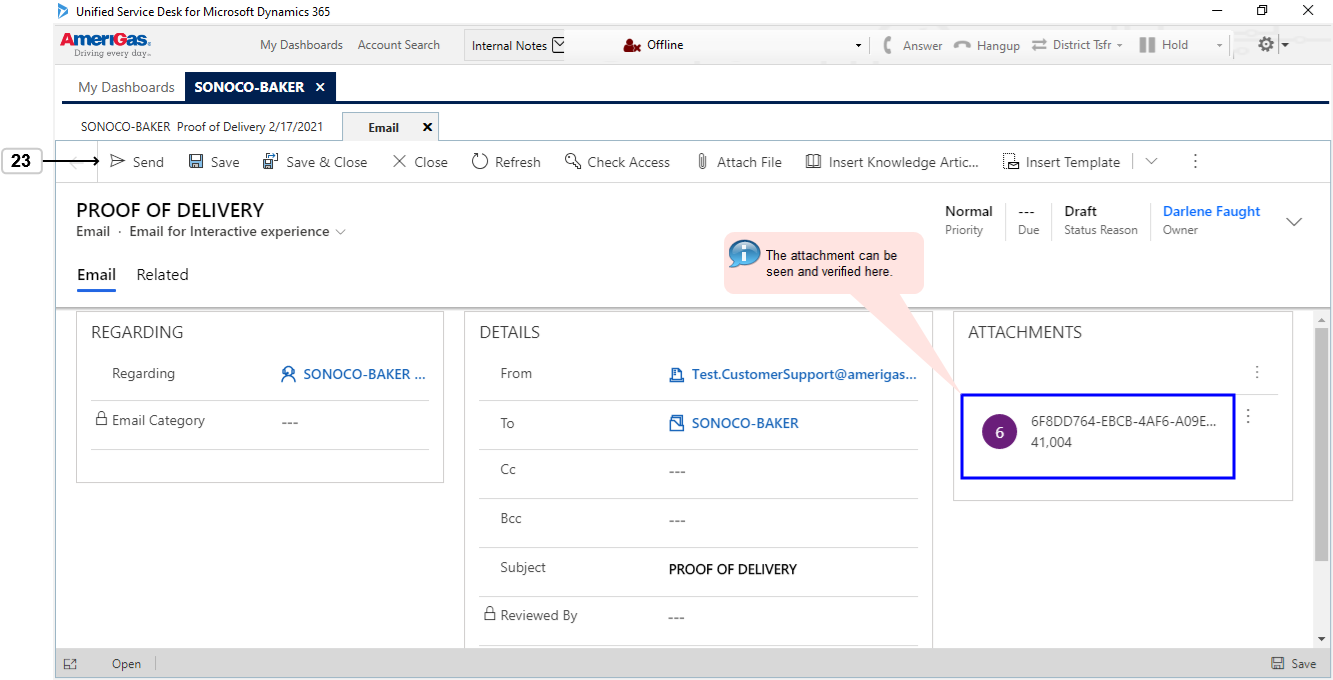 Unified Service Desk for Microsoft Dynamics 365
AmeriGas.
Driving every day..
My Dashboards Account Search Internal Notes Offline Answer Hangup District Tsfr Hold
My Dashboards SONOCO-BAKER
SONOCO-BAKER Proof of Delivery 2/17/2021 Email
23 Send Save Save & Close Close Refresh Check Access Attach File Insert Knowledge Artic... Insert Template
PROOF OF DELIVERY
Email · Email for Interactive experience
Normal --- Draft Darlene Faught
Priority Due Status Reason Owner
The attachment can be
seen and verified here.
Email Related
REGARDING
Regarding SONOCO-BAKER ...
Email Category ---
DETAILS
From Test.CustomerSupport@amerigas...
To SONOCO-BAKER
Cc ---
Bcc ---
Subject PROOF OF DELIVERY
Reviewed By ---
ATTACHMENTS
6 6F8DD764-EBCB-4AF6-A09E...
41,004
Open Save